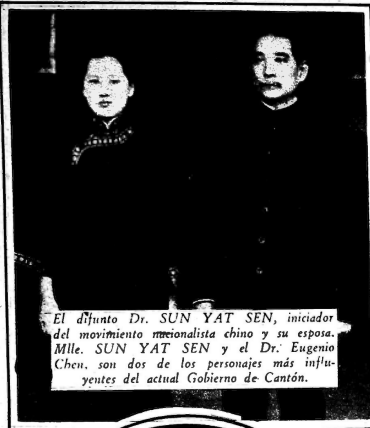 El difunto Dr. SUN YAT SEN, iniciador
del movimiento nacionalista chino y su esposa.
Mlle. SUN YAT SEN y el Dr. Eugenio
Chen, son dos de los personajes más influ-
yentes del actual Gobierno de Cantón.